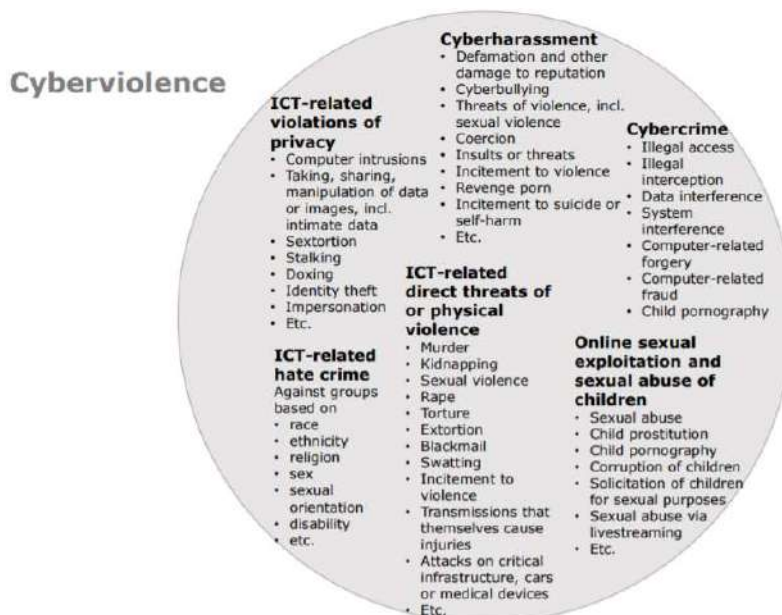 Cyberviolence
Cyberharassment
• Defamation and other
damage to reputation
• Cyberbullying
• Threats of violence, incl.
sexual violence
• Coercion
• Insults or threats
• Incitement to violence
• Revenge porn
• Incitement to suicide or
self-harm
• Etc.
ICT-related
violations of
privacy
• Computer intrusions
• Taking, sharing,
manipulation of data
or images, incl.
intimate data
• Sextortion
• Stalking
• Doxing
• Identity theft
• Impersonation
• Etc.
Cybercrime
• Illegal access
• Illegal
interception
• Data interference
• System
interference
• Computer-related
forgery
• Computer-related
fraud
• Child pornography
ICT-related
hate crime
Against groups
based on
• race
• ethnicity
• religion
• sex
• sexual
orientation
• disability
• etc.
ICT-related
direct threats of
or physical
violence
• Murder
• Kidnapping
• Sexual violence
• Rape
• Torture
• Extortion
• Blackmail
• Swatting
• Incitement to
violence
• Transmissions that
themselves cause
injuries
• Attacks on critical
infrastructure, cars
or medical devices
• Etc.
Online sexual
exploitation and
sexual abuse of
children
• Sexual abuse
• Child prostitution
• Child pornography
• Corruption of children
• Solicitation of children
for sexual purposes
• Sexual abuse via
livestreaming
• Etc.